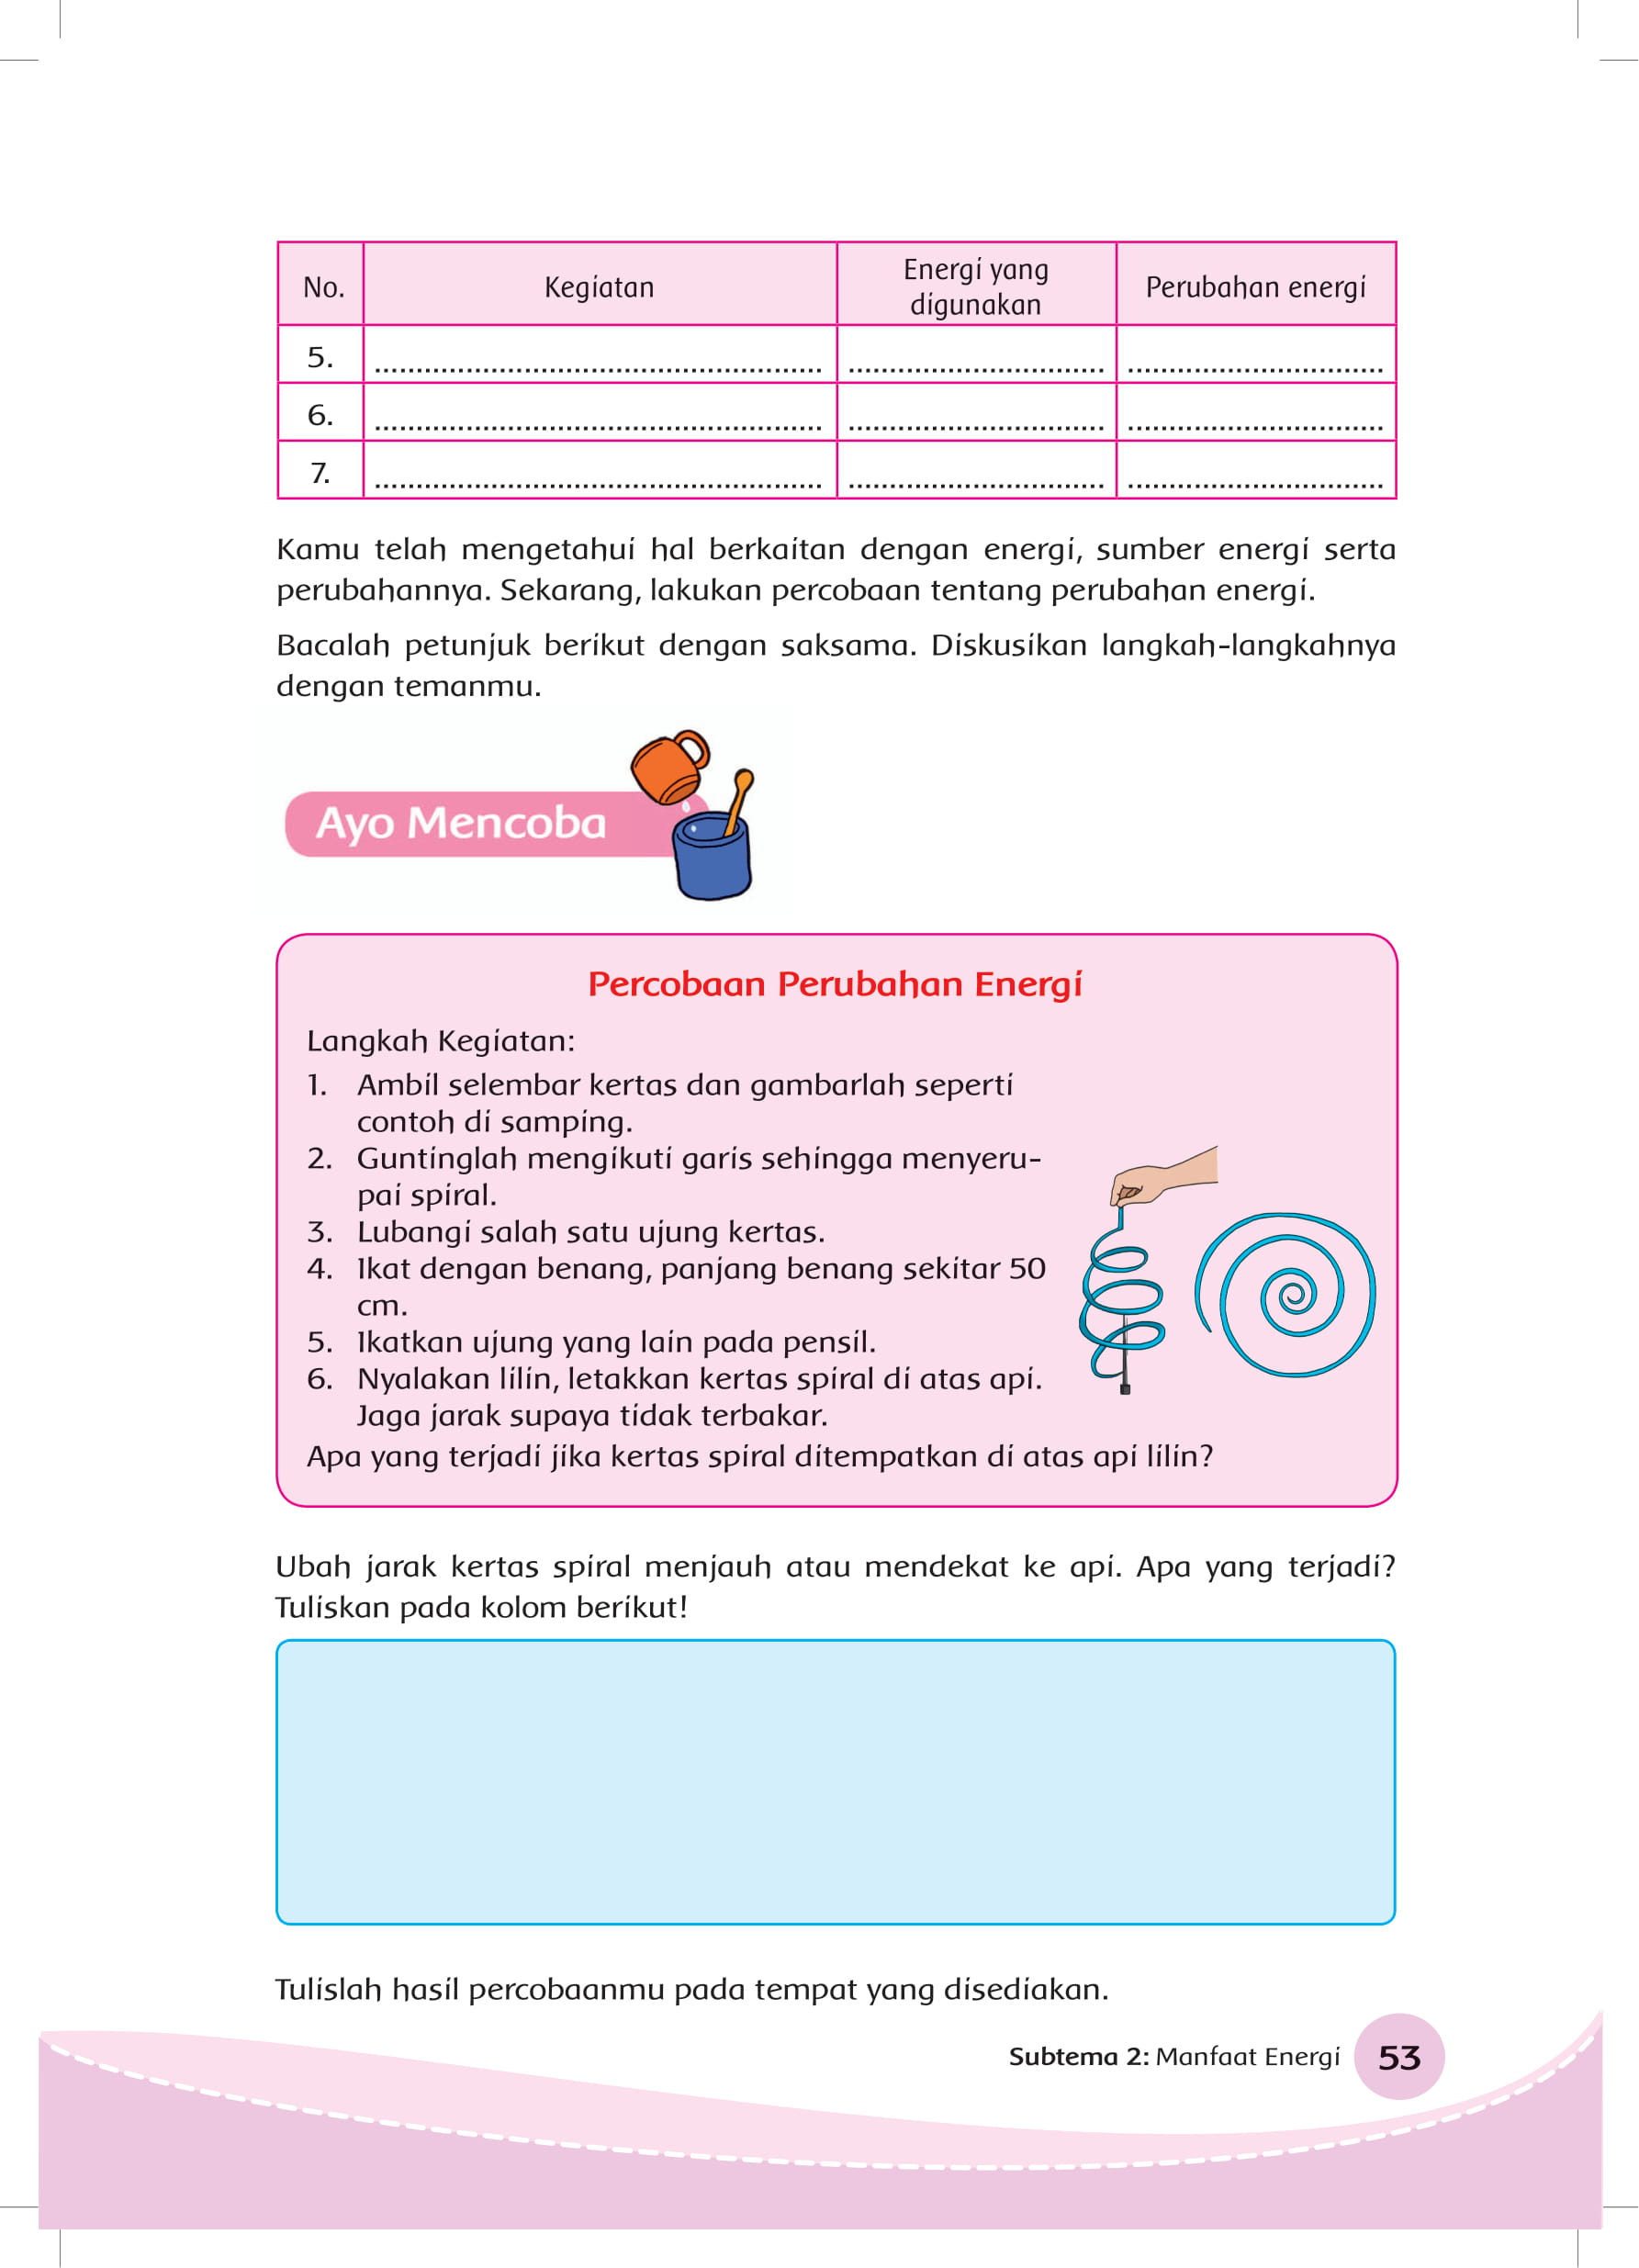 No. Kegiatan Energi yang digunakan Perubahan energi
5. ...................................................... ............................... ...............................
6. ...................................................... ............................... ...............................
7. ...................................................... ............................... ...............................
Kamu telah mengetahui hal berkaitan dengan energi, sumber energi serta
perubahannya. Sekarang, lakukan percobaan tentang perubahan energi.
Bacalah petunjuk berikut dengan saksama. Diskusikan langkah-langkahnya
dengan temanmu.
Ayo Mencoba
Percobaan Perubahan Energi
Langkah Kegiatan:
1. Ambil selembar kertas dan gambarlah seperti
contoh di samping.
2. Guntinglah mengikuti garis sehingga menyeru-
pai spiral.
3. Lubangi salah satu ujung kertas.
4. Ikat dengan benang, panjang benang sekitar 50
cm.
5. Ikatkan ujung yang lain pada pensil.
6. Nyalakan lilin, letakkan kertas spiral di atas api.
Jaga jarak supaya tidak terbakar.
Apa yang terjadi jika kertas spiral ditempatkan di atas api lilin?
Ubah jarak kertas spiral menjauh atau mendekat ke api. Apa yang terjadi?
Tuliskan pada kolom berikut!
Tulislah hasil percobaanmu pada tempat yang disediakan.
Subtema 2: Manfaat Energi 53